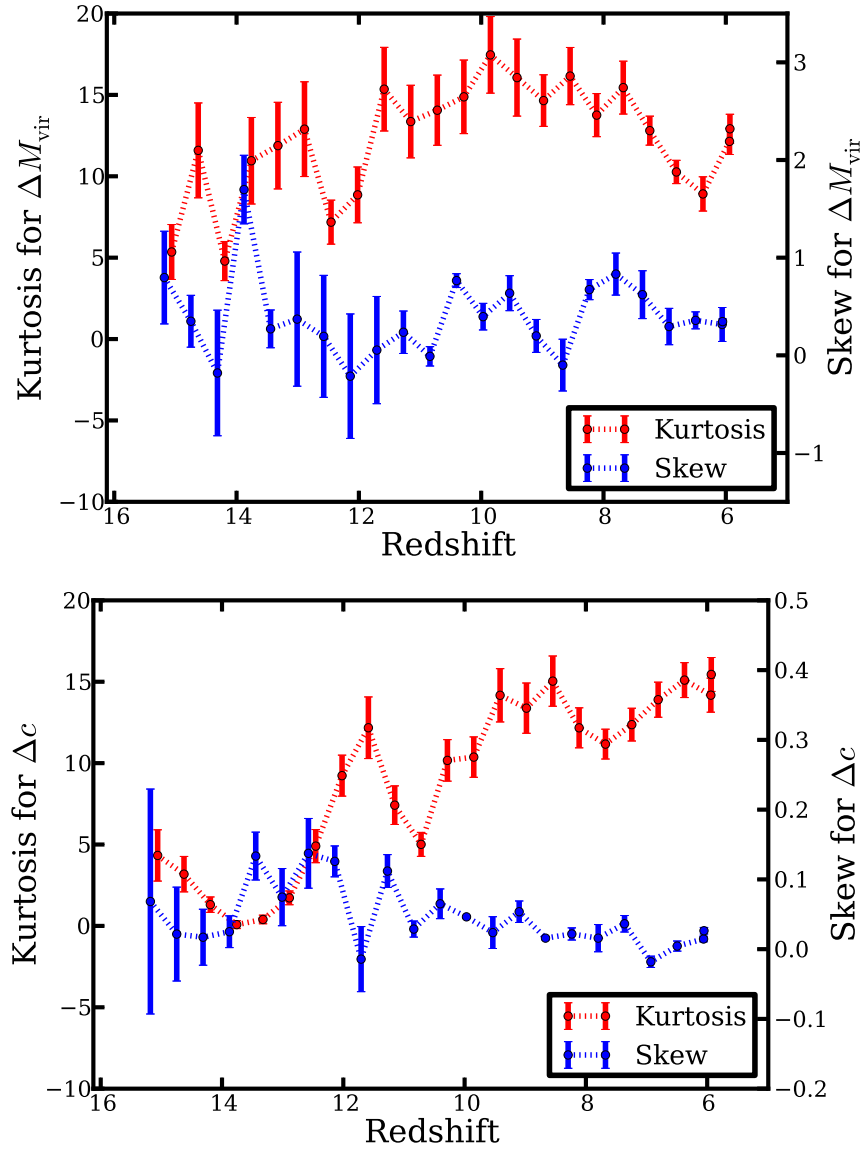 20
15
10
5
0
−5
−10
Kurtosis for ΔM_vir
3
2
1
0
−1
Skew for ΔM_vir
Kurtosis
Skew
16 14 12 10 8 6
Redshift
20
15
10
5
0
−5
−10
Kurtosis for Δc
0.5
0.4
0.3
0.2
0.1
0.0
−0.1
−0.2
Skew for Δc
Kurtosis
Skew
16 14 12 10 8 6
Redshift